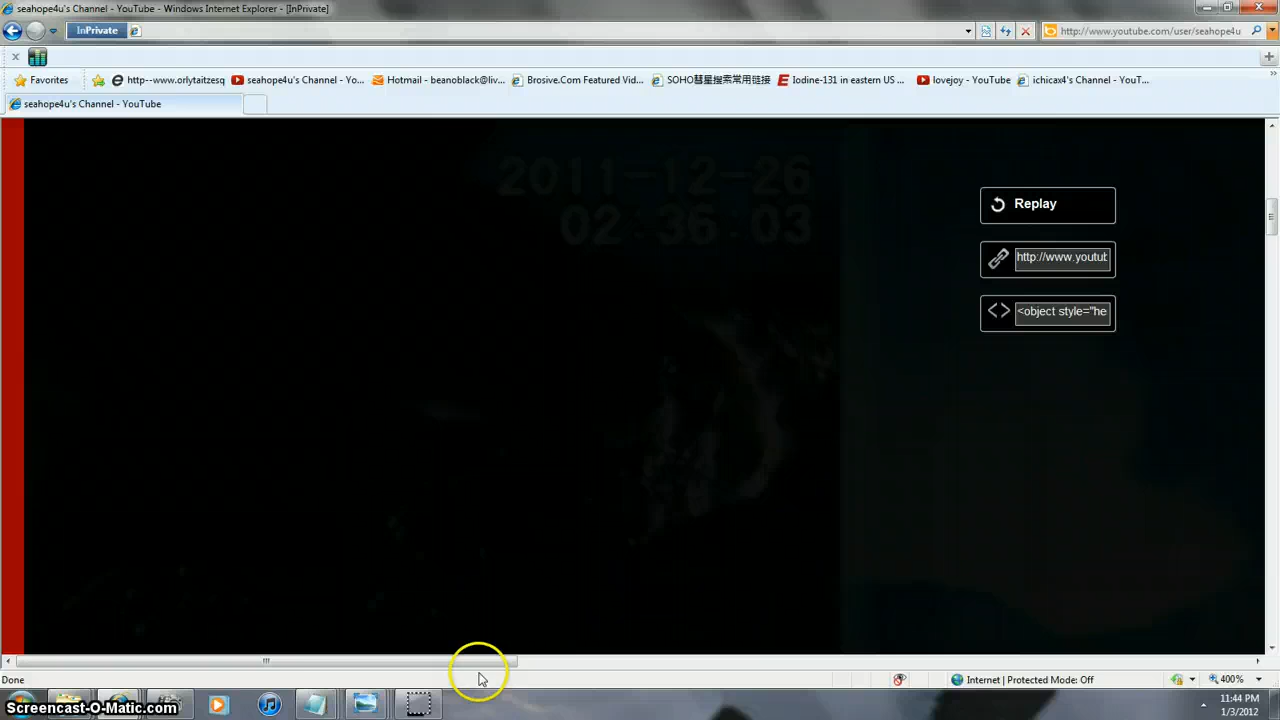 seahope4u's Channel - YouTube - Windows Internet Explorer - [InPrivate]
InPrivate
http://www.youtube.com/user/seahope4u
Favorites
http--www.orlytaitzesq
seahope4u's Channel - Yo...
Hotmail - beanoblack@liv...
Brosive.Com Featured Vid...
SOHO彗星搜索常用链接
Iodine-131 in eastern US ...
lovejoy - YouTube
ichicax4's Channel - YouT...
seahope4u's Channel - YouTube
2011-12-26
02:36 03
Replay
http://www.youtut
<object style="he
Done
Internet | Protected Mode: Off
400%
Screencast-O-Matic.com
11:44 PM
1/3/2012